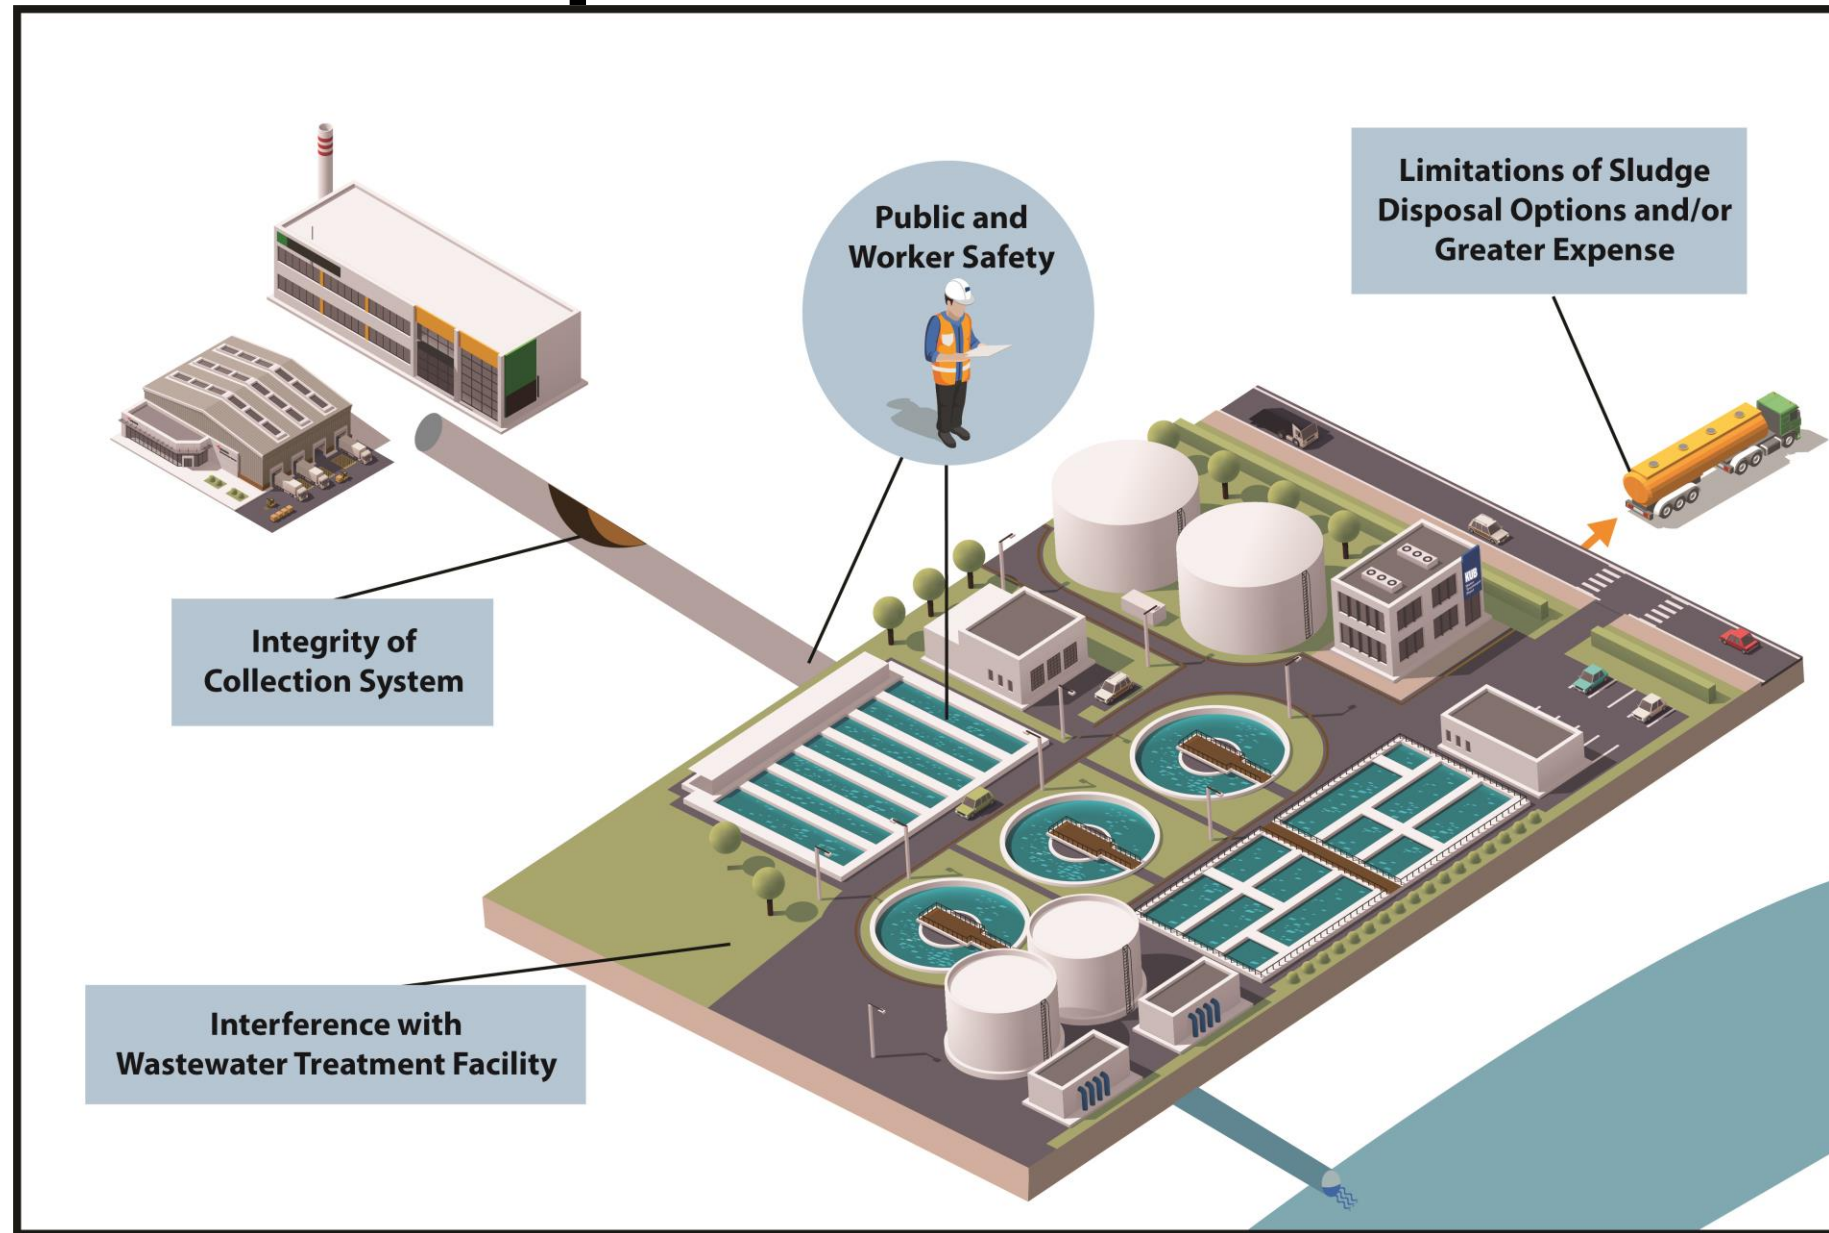 Public and
Worker Safety
Limitations of Sludge
Disposal Options and/or
Greater Expense
Integrity of
Collection System
Interference with
Wastewater Treatment Facility
KUB